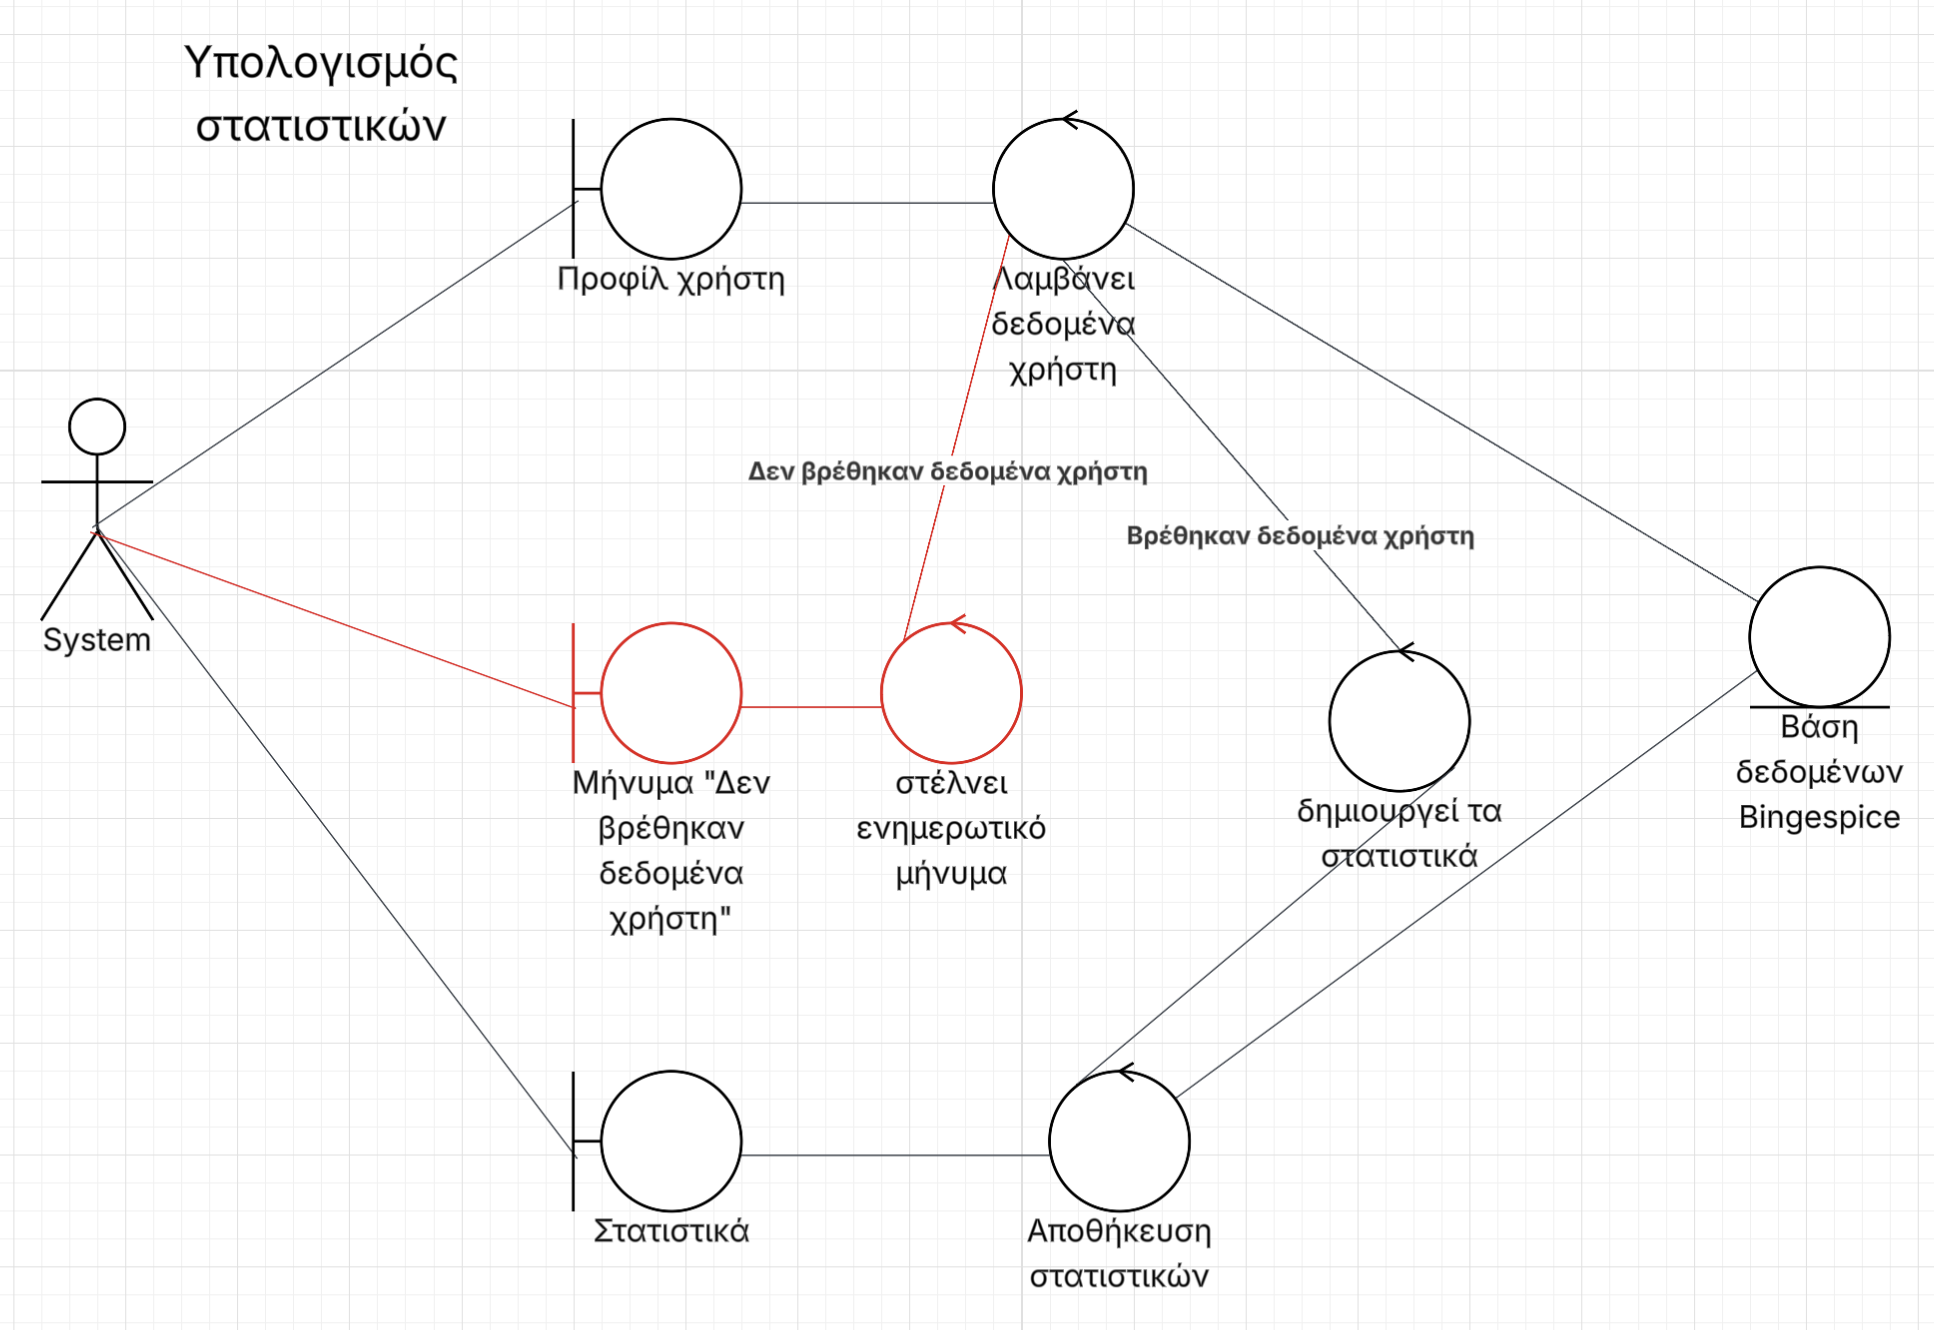 Υπολογισμός
στατιστικών
Προφίλ χρήστη
Λαμβάνει
δεδομένα
χρήστη
Δεν βρέθηκαν δεδομένα χρήστη
Βρέθηκαν δεδομένα χρήστη
System
Μήνυμα "Δεν
βρέθηκαν
δεδομένα
χρήστη"
στέλνει
ενημερωτικό
μήνυμα
δημιουργεί τα
στατιστικά
Βάση
δεδομένων
Bingespice
Στατιστικά
Αποθήκευση
στατιστικών